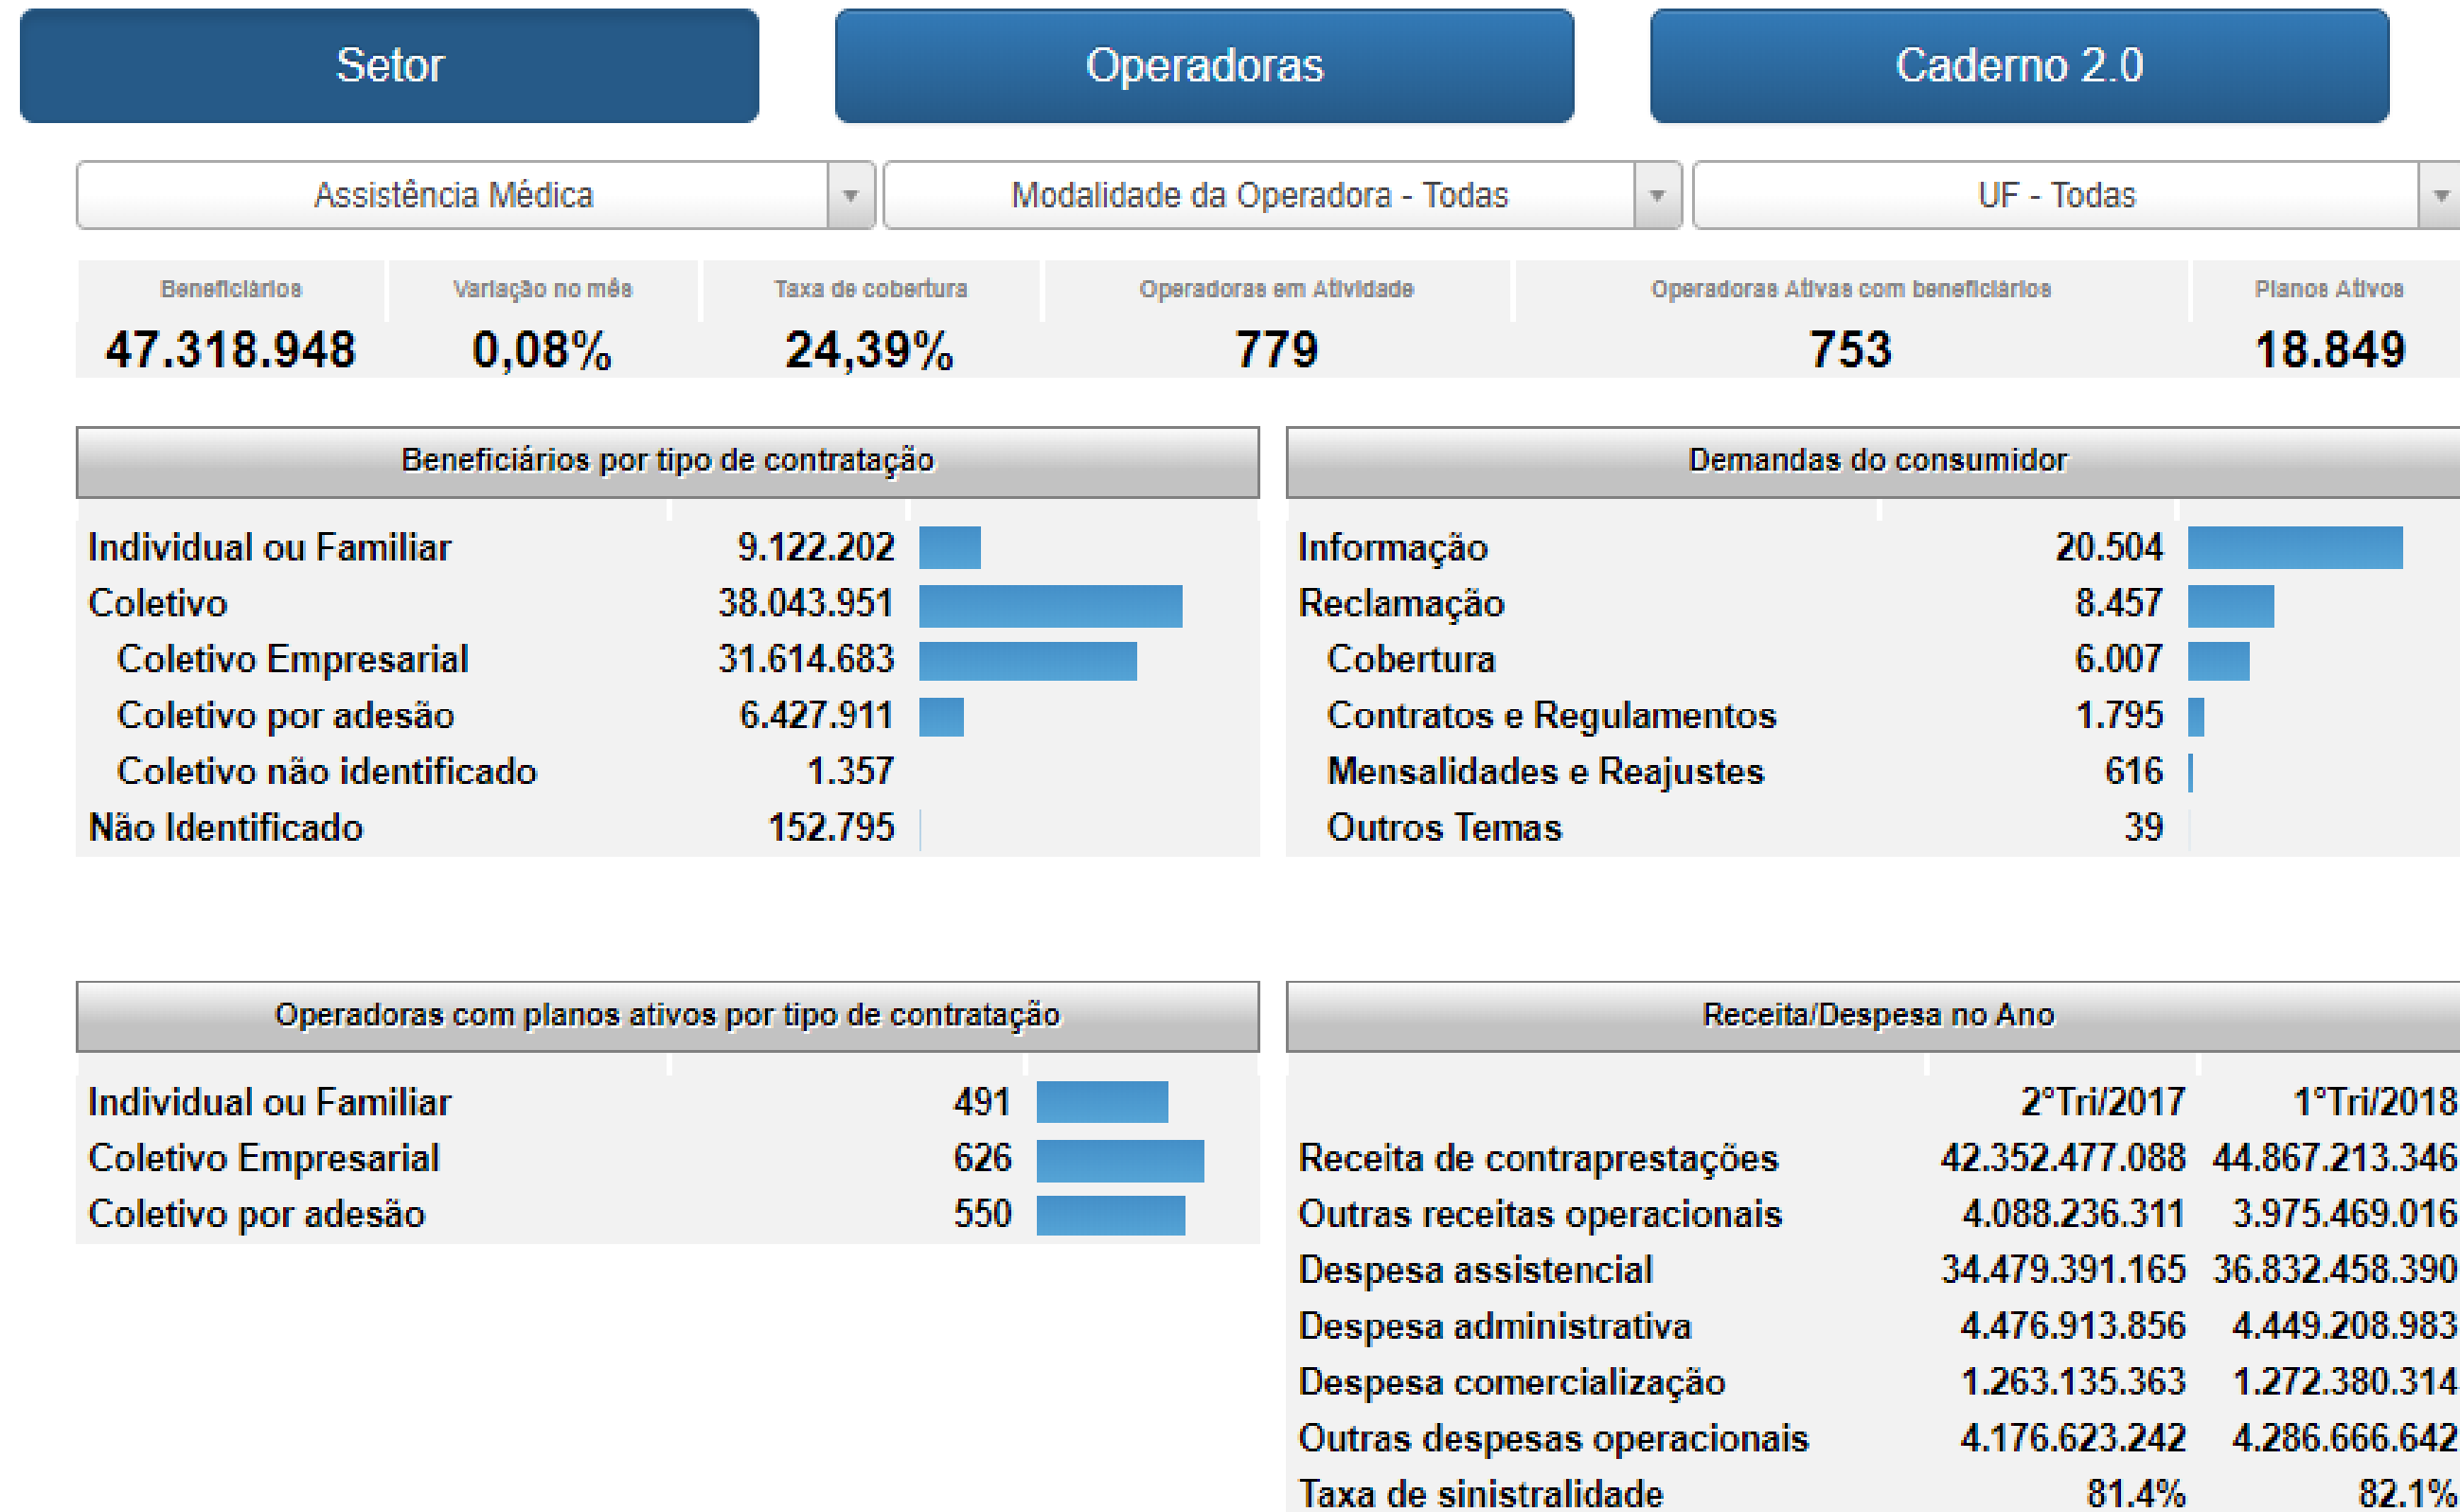 Setor Operadoras Caderno 2.0
Assistência Médica Modalidade da Operadora - Todas UF - Todas
Beneficiários Variação no mês Taxa de cobertura Operadoras em Atividade Operadoras Ativas com beneficiários Planos Ativos
47.318.948 0,08% 24,39% 779 753 18.849
Beneficiários por tipo de contratação
Individual ou Familiar 9.122.202
Coletivo 38.043.951
Coletivo Empresarial 31.614.683
Coletivo por adesão 6.427.911
Coletivo não identificado 1.357
Não Identificado 152.795
Demandas do consumidor
Informação 20.504
Reclamação 8.457
Cobertura 6.007
Contratos e Regulamentos 1.795
Mensalidades e Reajustes 616
Outros Temas 39
Operadoras com planos ativos por tipo de contratação
Individual ou Familiar 491
Coletivo Empresarial 626
Coletivo por adesão 550
Receita/Despesa no Ano
2°Tri/2017 1°Tri/2018
Receita de contraprestações 42.352.477.088 44.867.213.346
Outras receitas operacionais 4.088.236.311 3.975.469.016
Despesa assistencial 34.479.391.165 36.832.458.390
Despesa administrativa 4.476.913.856 4.449.208.983
Despesa comercialização 1.263.135.363 1.272.380.314
Outras despesas operacionais 4.176.623.242 4.286.666.642
Taxa de sinistralidade 81.4% 82.1%